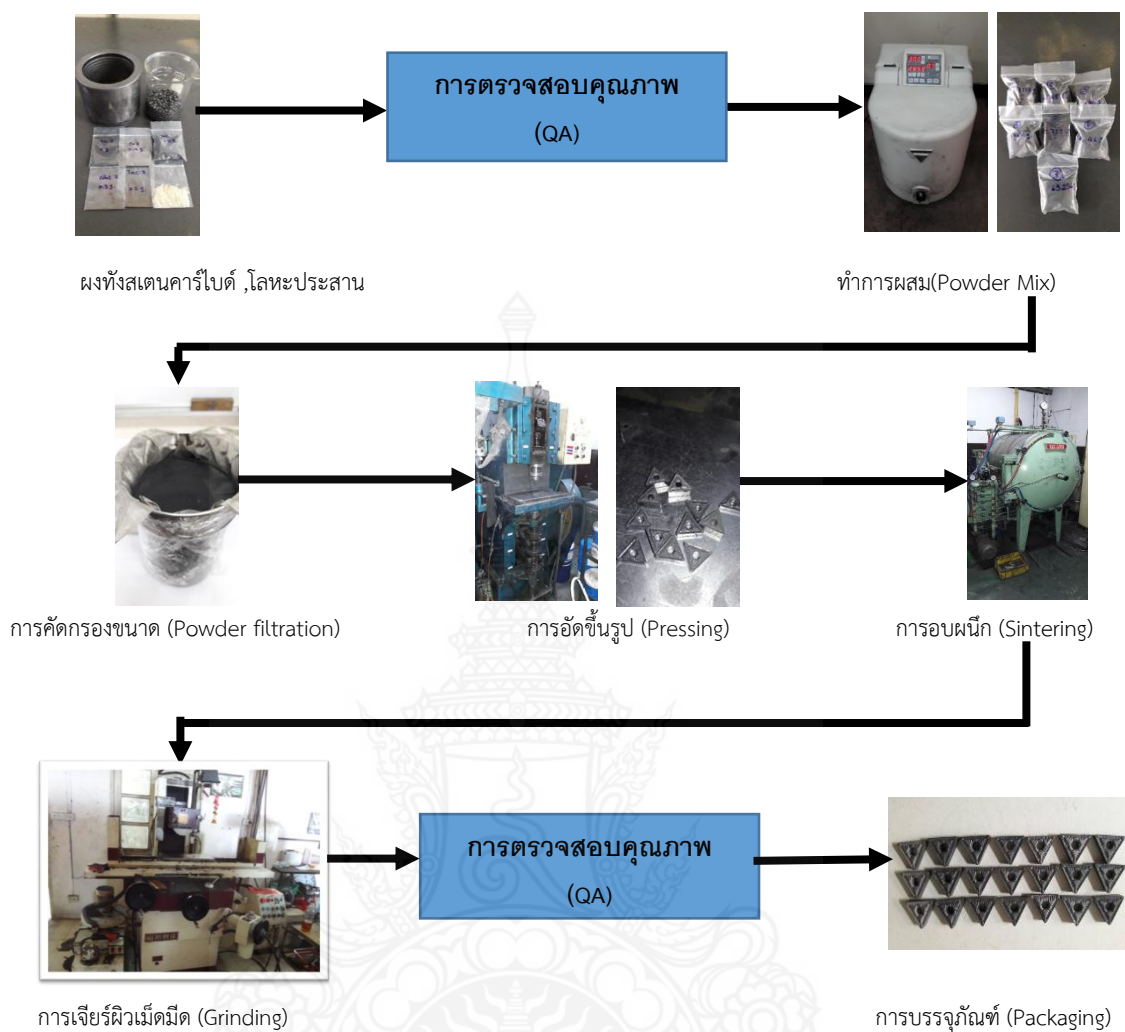 การตรวจสอบคุณภาพ
(QA)
ผงทังสเตนคาร์ไบด์ ,โลหะประสาน
ทำการผสม(Powder Mix)
การคัดกรองขนาด (Powder filtration)
การอัดขึ้นรูป (Pressing)
การอบผนึก (Sintering)
การตรวจสอบคุณภาพ
(QA)
การเจียร์ผิวเม็ดมีด (Grinding)
การบรรจุภัณฑ์ (Packaging)